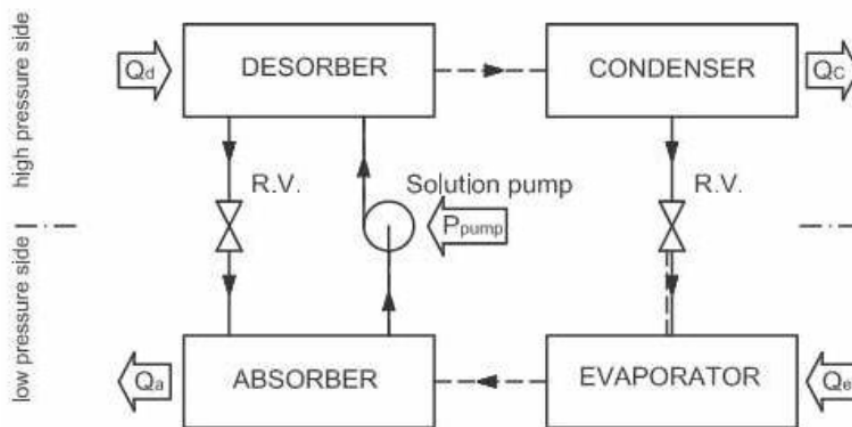 high pressure side
Qd
DESORBER
CONDENSER
QC
R.V.
Solution pump
R.V.
Ppump
low pressure side
Qa
ABSORBER
EVAPORATOR
Qe